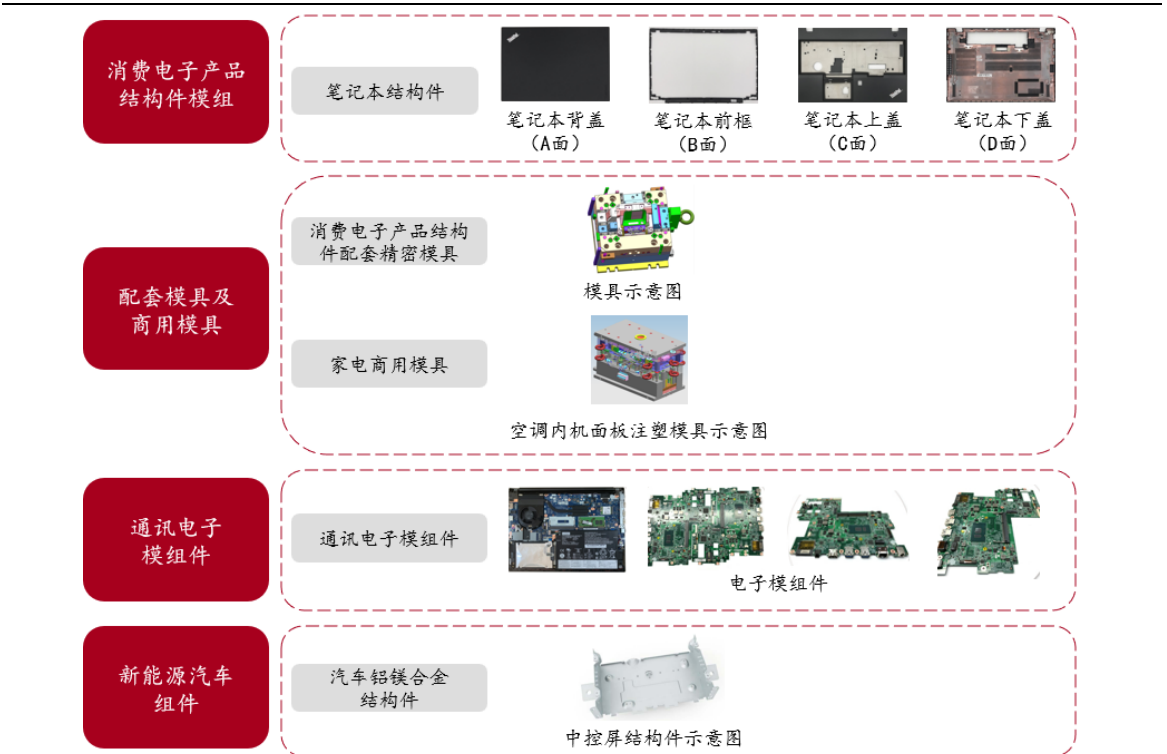 消费电子产品
结构件模组
笔记本结构件
笔记本背盖
(A面)
笔记本前框
(B面)
笔记本上盖
(C面)
笔记本下盖
(D面)
配套模具及
商用模具
消费电子产品结构
件配套精密模具
模具示意图
家电商用模具
空调内机面板注塑模具示意图
通讯电子
模组件
通讯电子模组件
电子模组件
新能源汽车
组件
汽车铝镁合金
结构件
中控屏结构件示意图